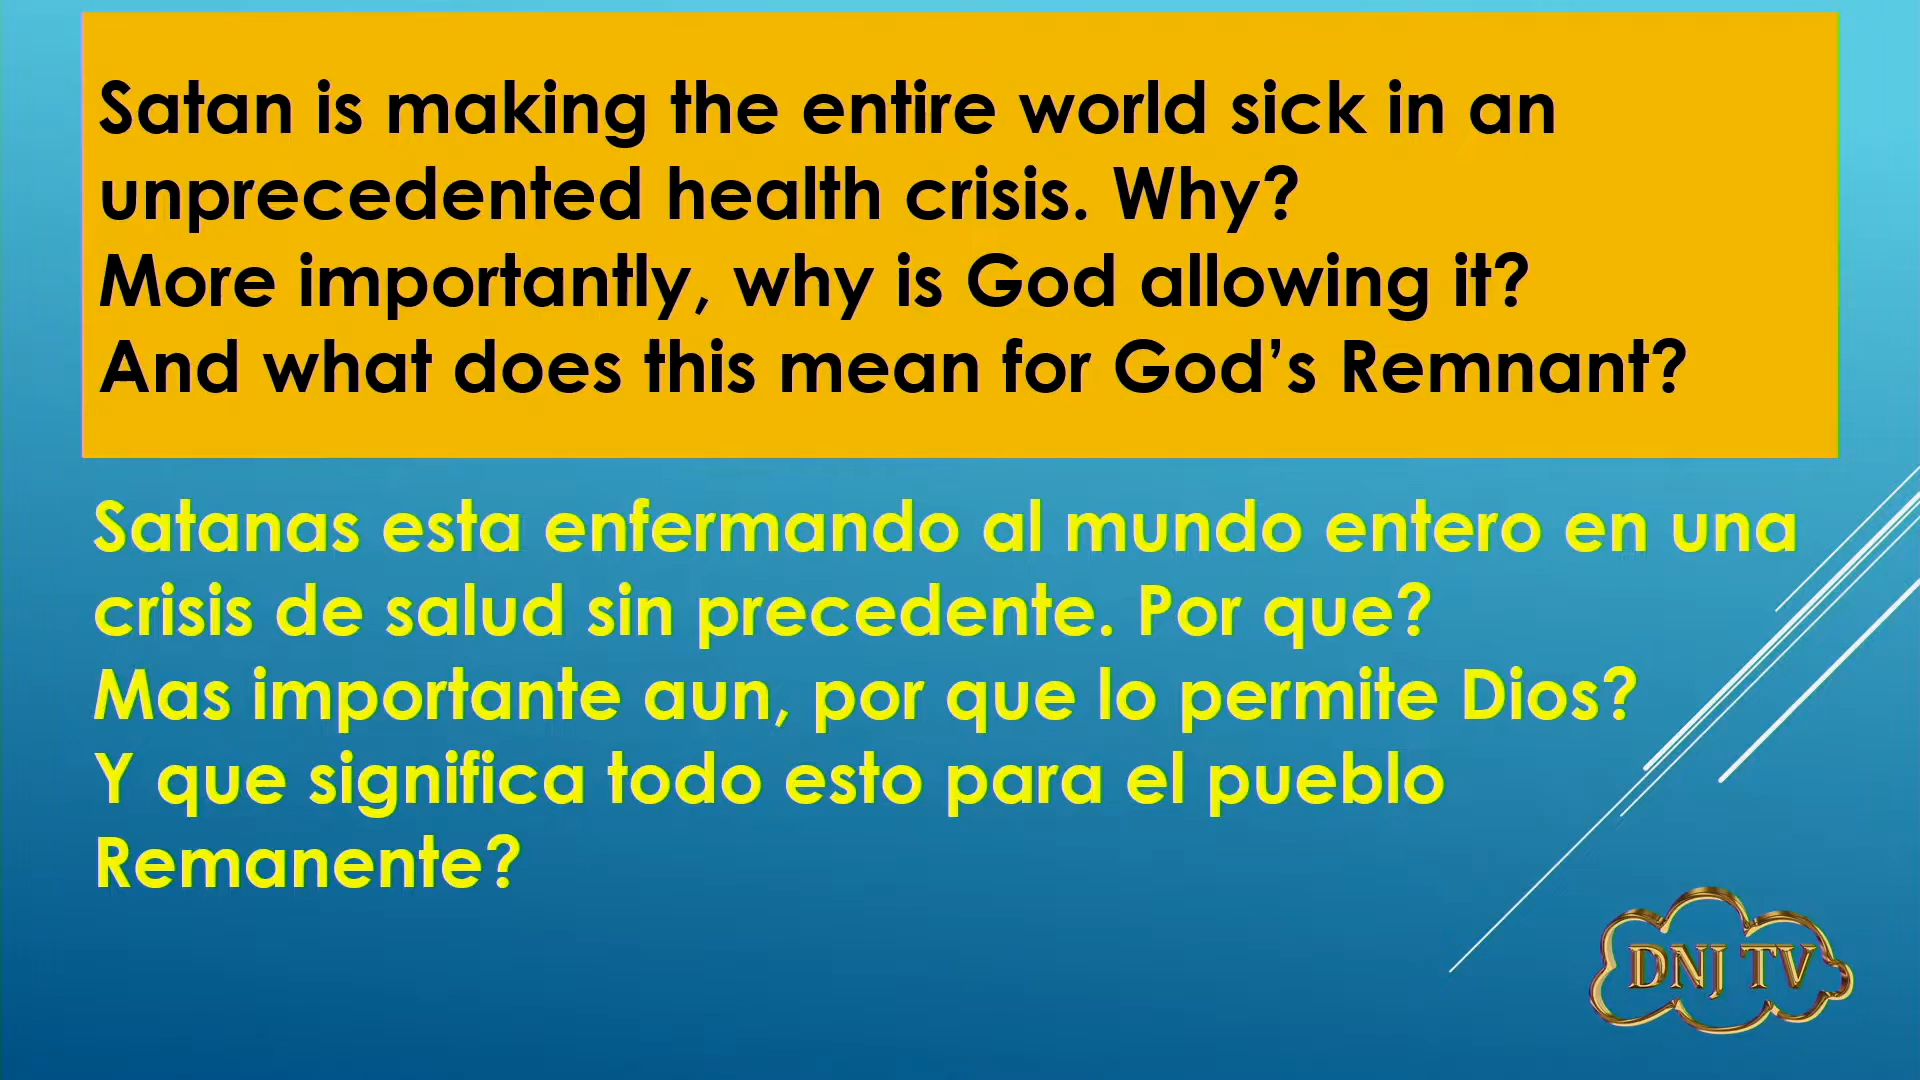 Satan is making the entire world sick in an
unprecedented health crisis. Why?
More importantly, why is God allowing it?
And what does this mean for God’s Remnant?
Satanas esta enfermando al mundo entero en una
crisis de salud sin precedente. Por que?
Mas importante aun, por que lo permite Dios?
Y que significa todo esto para el pueblo
Remanente?
DNJ TV